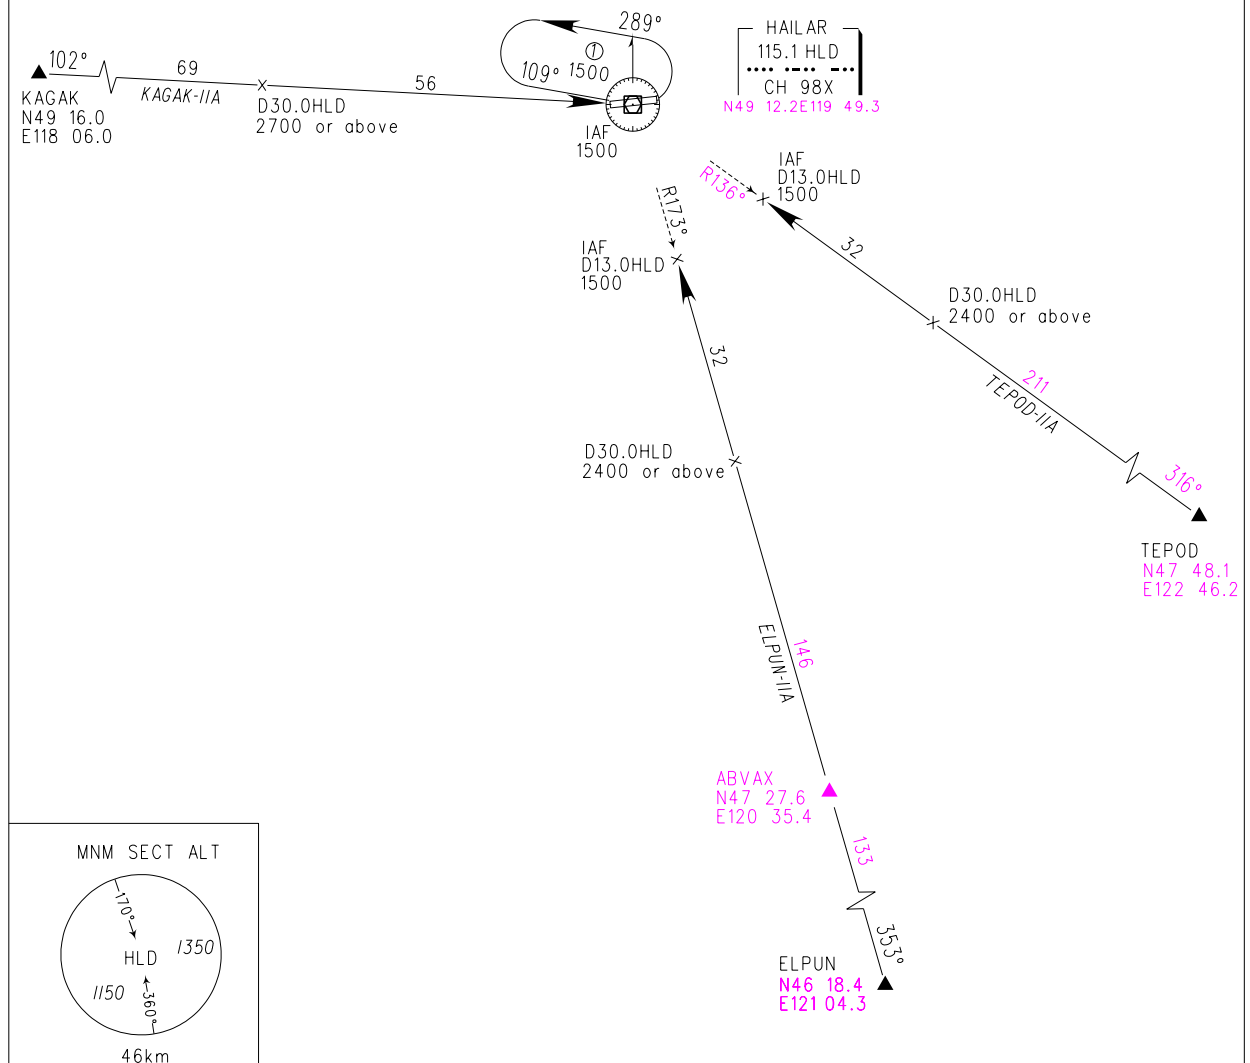 102°
69
KAGAK-11A
KAGAK
N49 16.0
E118 06.0
D30.0HLD
2700 or above
56
289°
①
1500
109°
IAF
1500
HAILAR
115.1 HLD
CH 98X
N49 12.2E119 49.3
R136°
IAF
D13.0HLD
1500
R173°
IAF
D13.0HLD
1500
32
D30.0HLD
2400 or above
211
TEPOD-11A
316°
TEPOD
N47 48.1
E122 46.2
32
D30.0HLD
2400 or above
146
ELPUN-11A
ABVAX
N47 27.6
E120 35.4
133
353°
ELPUN
N46 18.4
E121 04.3
MNM SECT ALT
170°
1350
HLD
1150
360°
46km